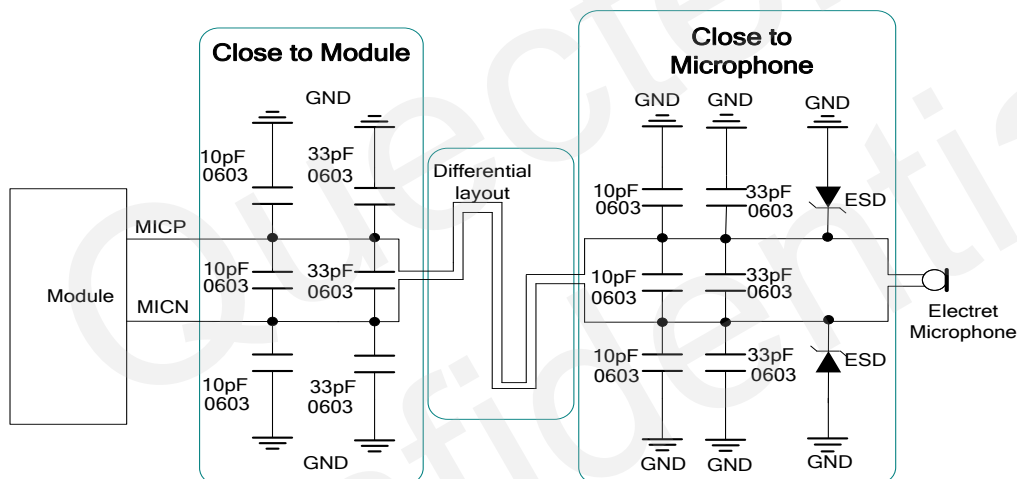 Close to Module
GND
10pF
0603
33pF
0603
MICP
10pF
0603
33pF
0603
Module
MICN
10pF
0603
33pF
0603
GND
Differential
layout
Close to
Microphone
GND
GND
GND
10pF
0603
33pF
0603
ESD
10pF
0603
33pF
0603
Electret
Microphone
10pF
0603
33pF
0603
ESD
GND
GND
GND